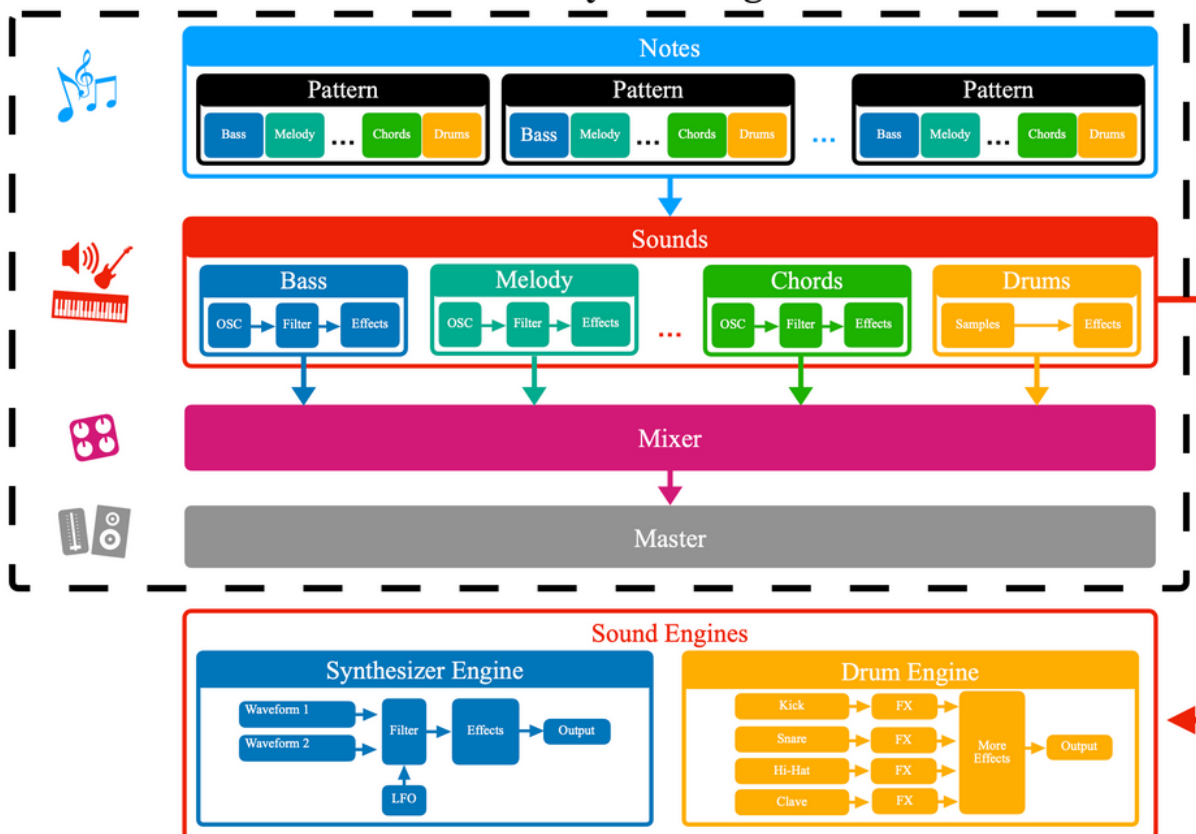 Notes
Pattern Pattern Pattern
Bass Melody ... Chords Drums Bass Melody ... Chords Drums ... Bass Melody ... Chords Drums
Sounds
Bass Melody Chords Drums
OSC Filter Effects OSC Filter Effects ... OSC Filter Effects Samples Effects
Mixer
Master
Sound Engines
Synthesizer Engine
Waveform 1
Waveform 2
Filter
Effects
Output
LFO
Drum Engine
Kick FX
Snare FX
Hi-Hat FX
Clave FX
More
Effects
Output